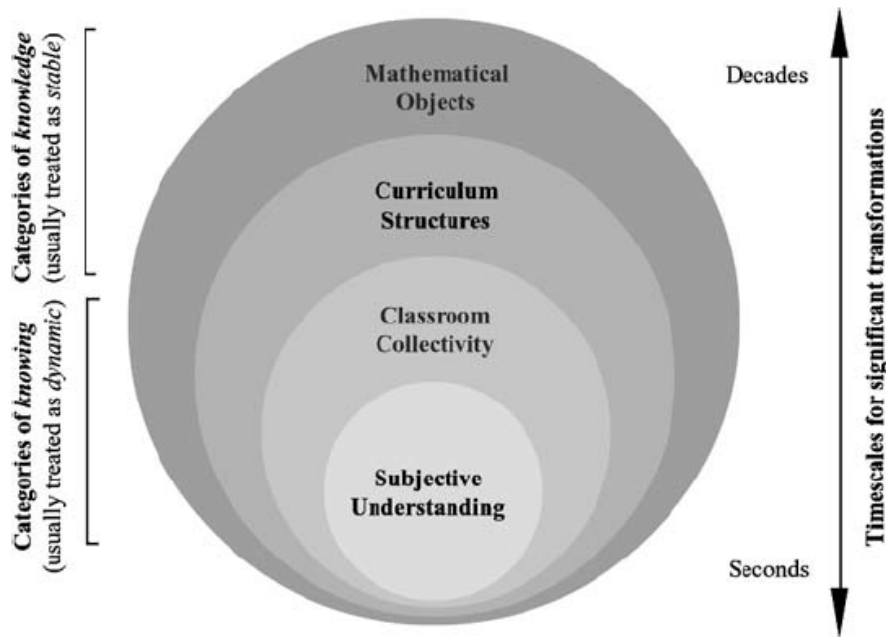 Categories of knowledge
(usually treated as stable)
Categories of knowing
(usually treated as dynamic)
Mathematical
Objects
Curriculum
Structures
Classroom
Collectivity
Subjective
Understanding
Decades
Seconds
Timescales for significant transformations